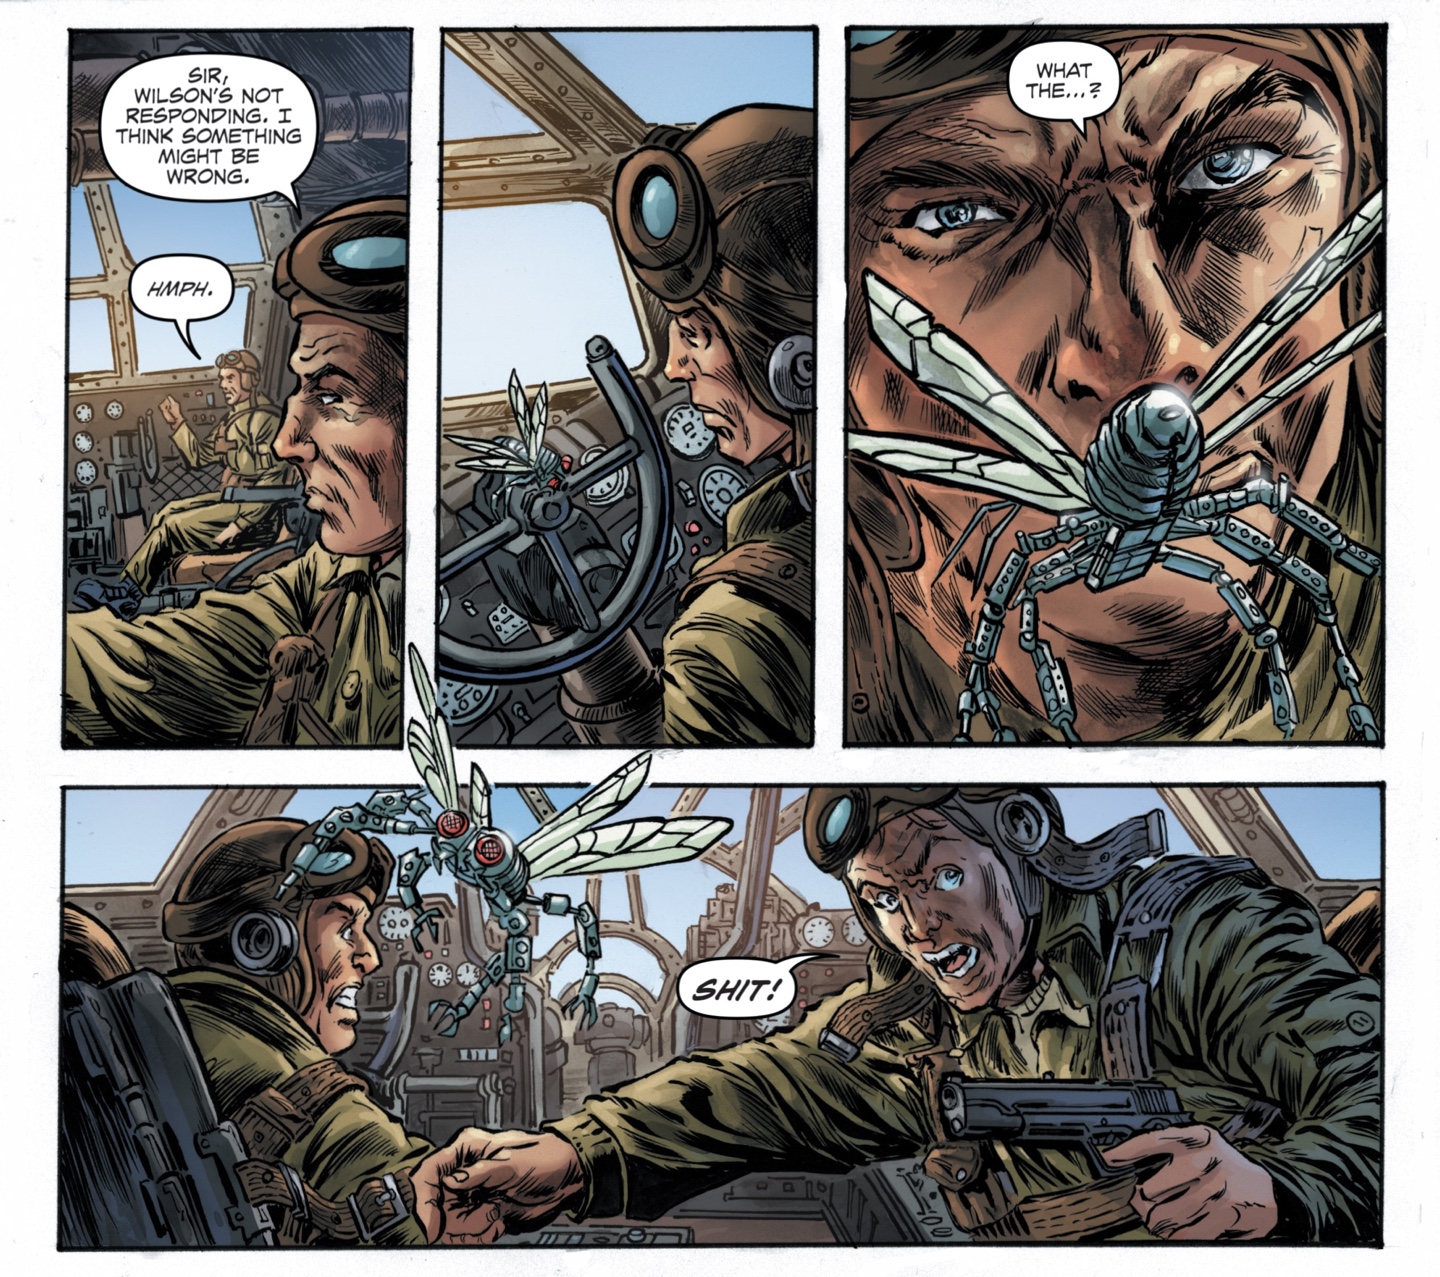 SIR,
WILSON'S NOT
RESPONDING. I
THINK SOMETHING
MIGHT BE
WRONG.
HMPH.
WHAT
THE...?
SHIT!